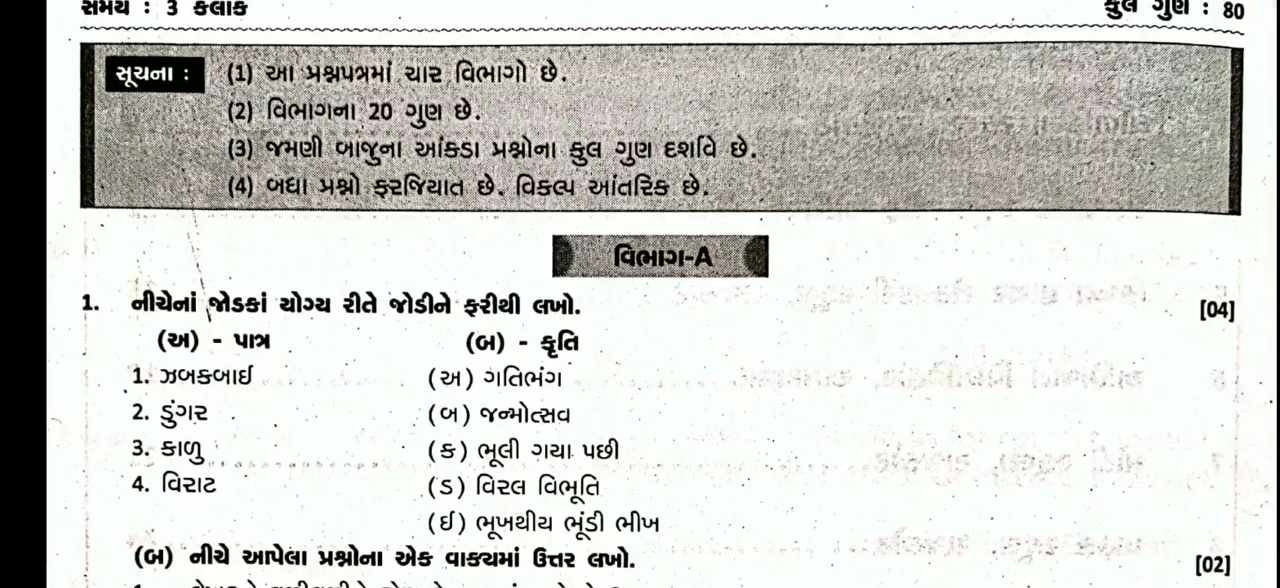 સમય : 3 કલાક
કુલ ગુણ : 80
સૂચના :
(1) આ પ્રશ્નપત્રમાં ચાર વિભાગો છે.
(2) વિભાગના 20 ગુણ છે.
(3) જમણી બાજુના આંકડા પ્રશ્નોના કુલ ગુણ દર્શાવે છે.
(4) બધા પ્રશ્નો ફરજિયાત છે. વિકલ્પ આંતરિક છે.
વિભાગ-A
1. નીચેનાં જોડકાં યોગ્ય રીતે જોડીને ફરીથી લખો. [04]
(અ) - પાત્ર (બ) - કૃતિ
1. ઝબકબાઈ (અ) ગતિભંગ
2. ડુંગર (બ) જન્મોત્સવ
3. કાળુ (ક) ભૂલી ગયા પછી
4. વિરાટ (ડ) વિરલ વિભૂતિ
(ઈ) ભૂખથીય ભૂંડી ભીખ
(બ) નીચે આપેલા પ્રશ્નોના એક વાક્યમાં ઉત્તર લખો. [02]